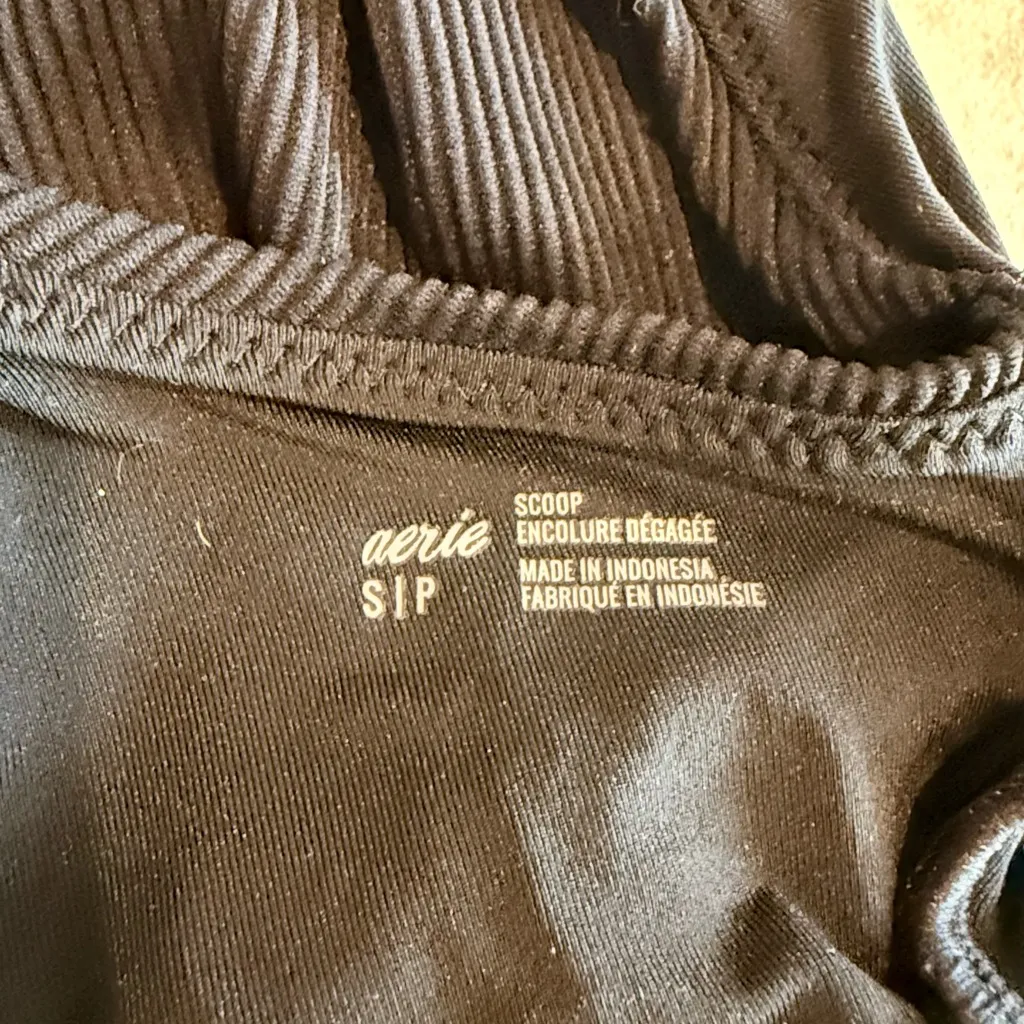 aerie
S|P
SCOOP
ENCOLURE DÉGAGÉE
MADE IN INDONESIA
FABRIQUÉ EN INDONÉSIE